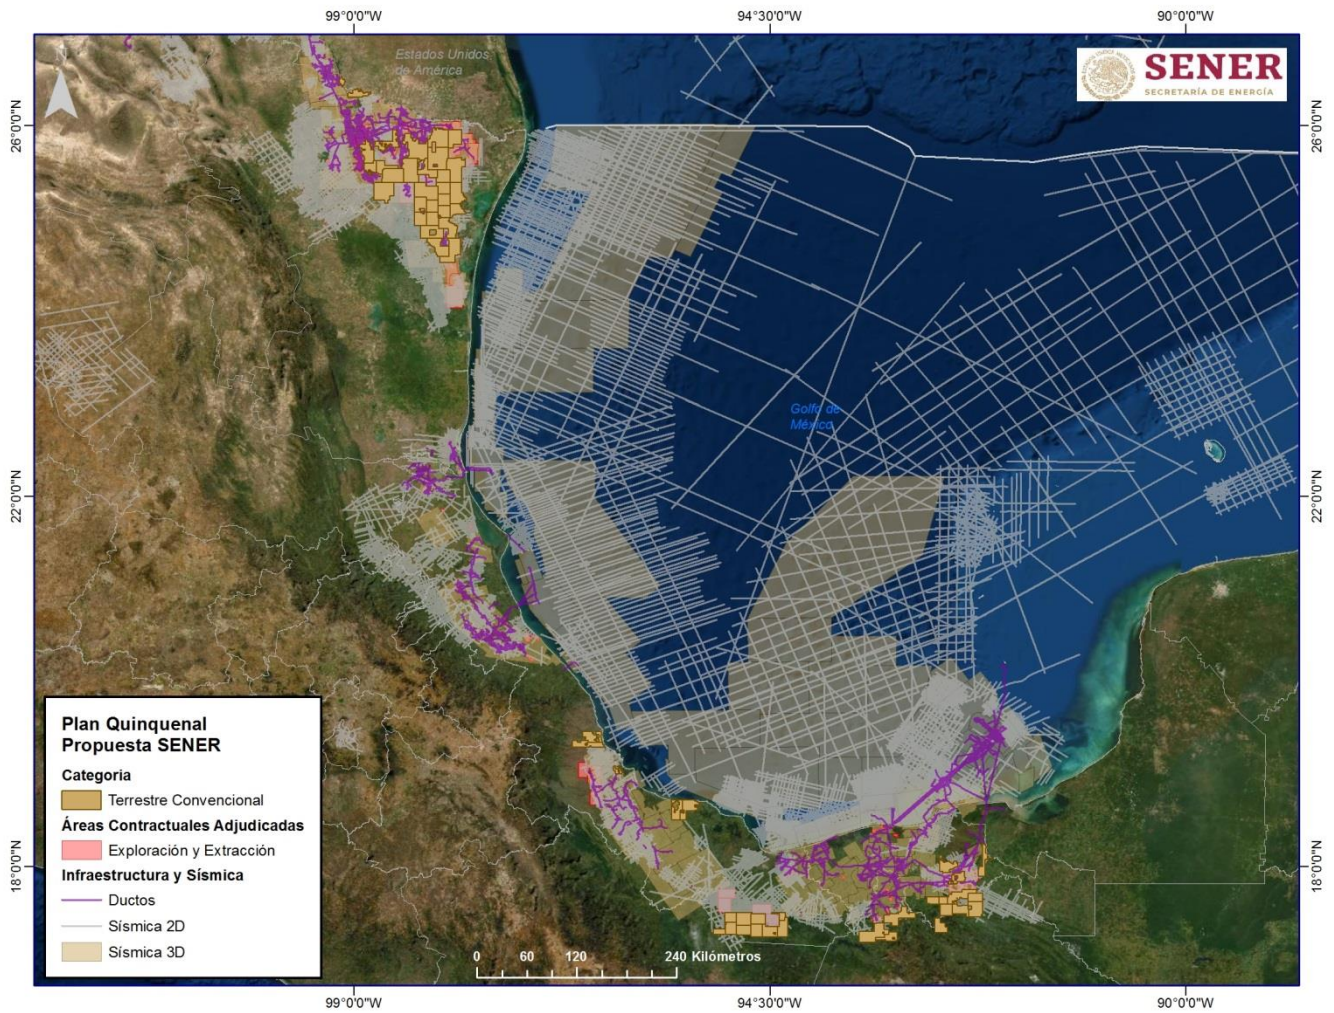 99°0'0"W
94°30'0"W
90°0'0"W
Estados Unidos
de América
SENER
SECRETARÍA DE ENERGÍA
26°0'0"N
26°0'0"N
Golfo de
México
22°0'0"N
22°0'0"N
Plan Quinquenal
Propuesta SENER
Categoria
Terrestre Convencional
Áreas Contractuales Adjudicadas
Exploración y Extracción
Infraestructura y Sísmica
Ductos
Sísmica 2D
Sísmica 3D
18°0'0"N
18°0'0"N
0 60 120 240 Kilómetros
99°0'0"W
94°30'0"W
90°0'0"W